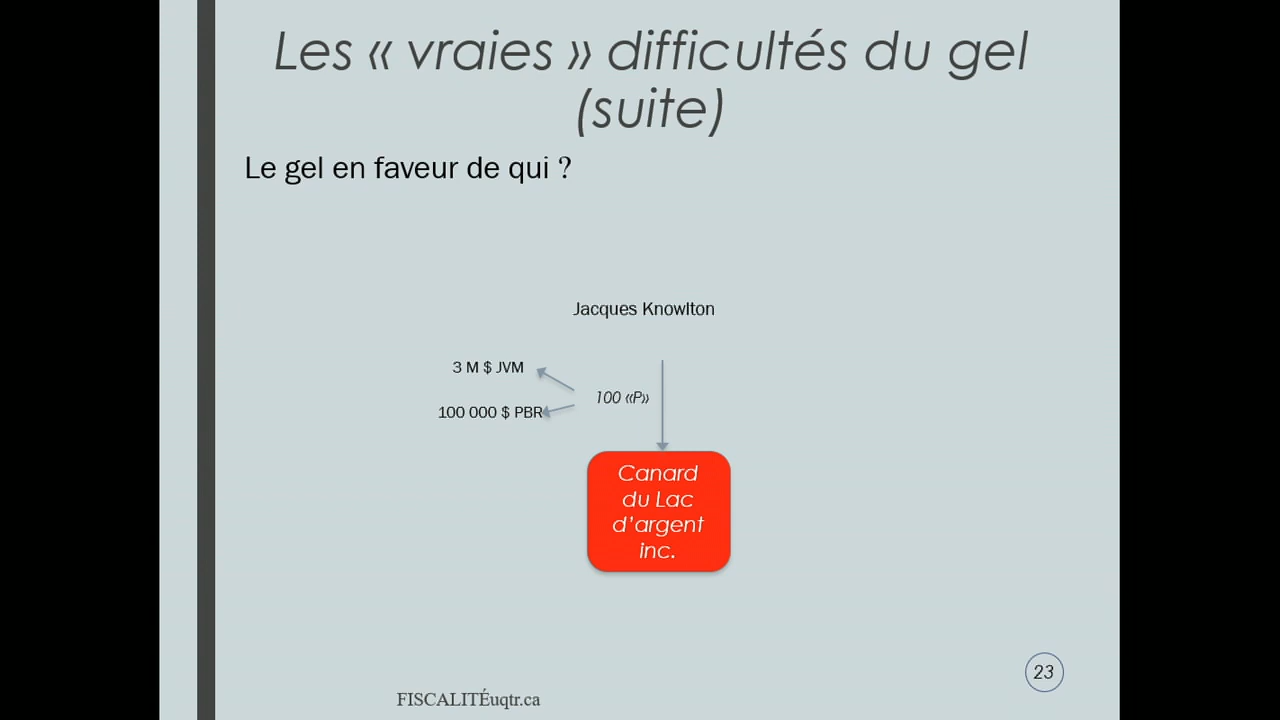 Les « vraies » difficultés du gel
(suite)
Le gel en faveur de qui ?
Jacques Knowlton
3 M $ JVM
100 «P»
100 000 $ PBR
Canard
du Lac
d’argent
inc.
23
FISCALITÉuqtr.ca